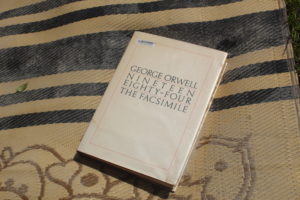 GEORGE ORWELL
NINETEEN
EIGHTY-FOUR
THE FACSIMILE